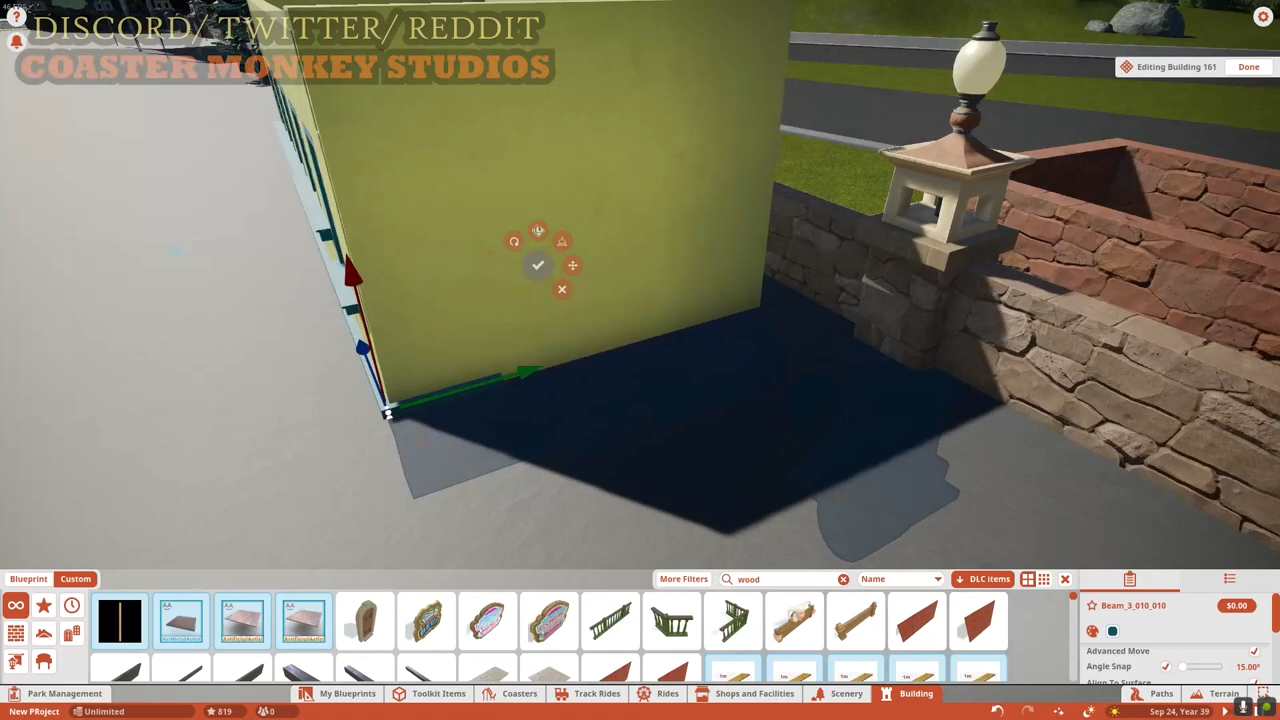 DISCORD/ TWITTER/ REDDIT
COASTER MONKEY STUDIOS
Editing Building 161
Done
Blueprint
Custom
More Filters
wood
Name
DLC items
Beam_3_010_010
$0.00
Advanced Move
Angle Snap
15.00°
Park Management
My Blueprints
Toolkit Items
Coasters
Track Rides
Rides
Shops and Facilities
Scenery
Building
Paths
Terrain
New PRoject
Unlimited
819
0
Sep 24, Year 39